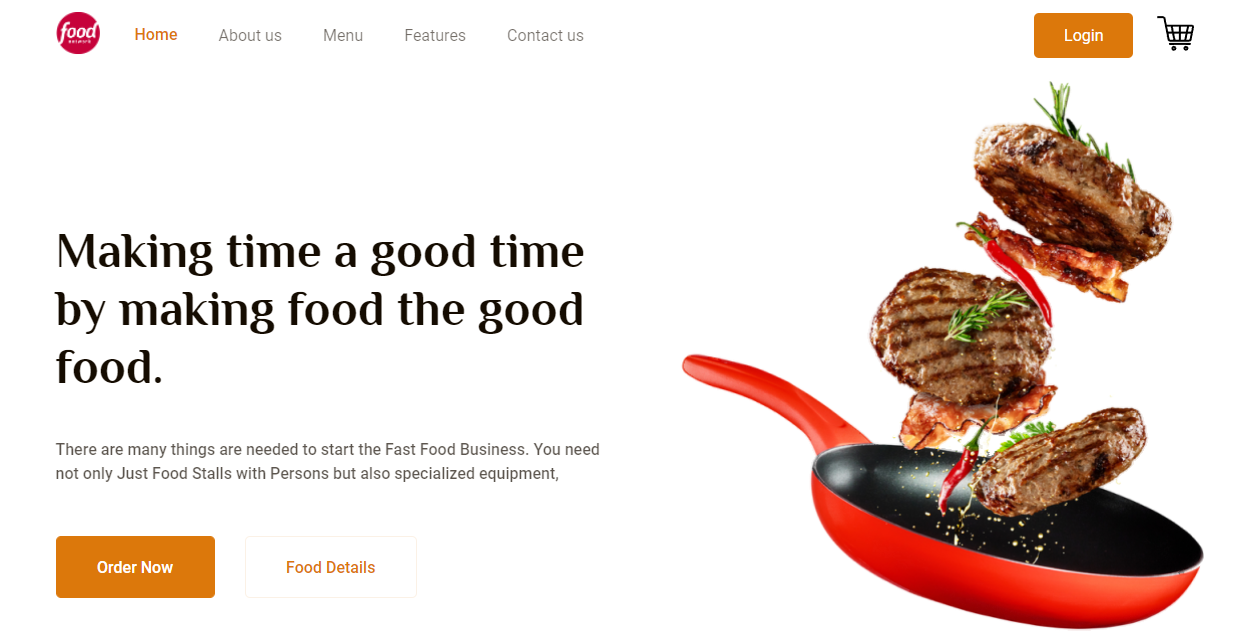 food
network
Home
About us
Menu
Features
Contact us
Login
Making time a good time
by making food the good
food.
There are many things are needed to start the Fast Food Business. You need
not only Just Food Stalls with Persons but also specialized equipment,
Order Now
Food Details